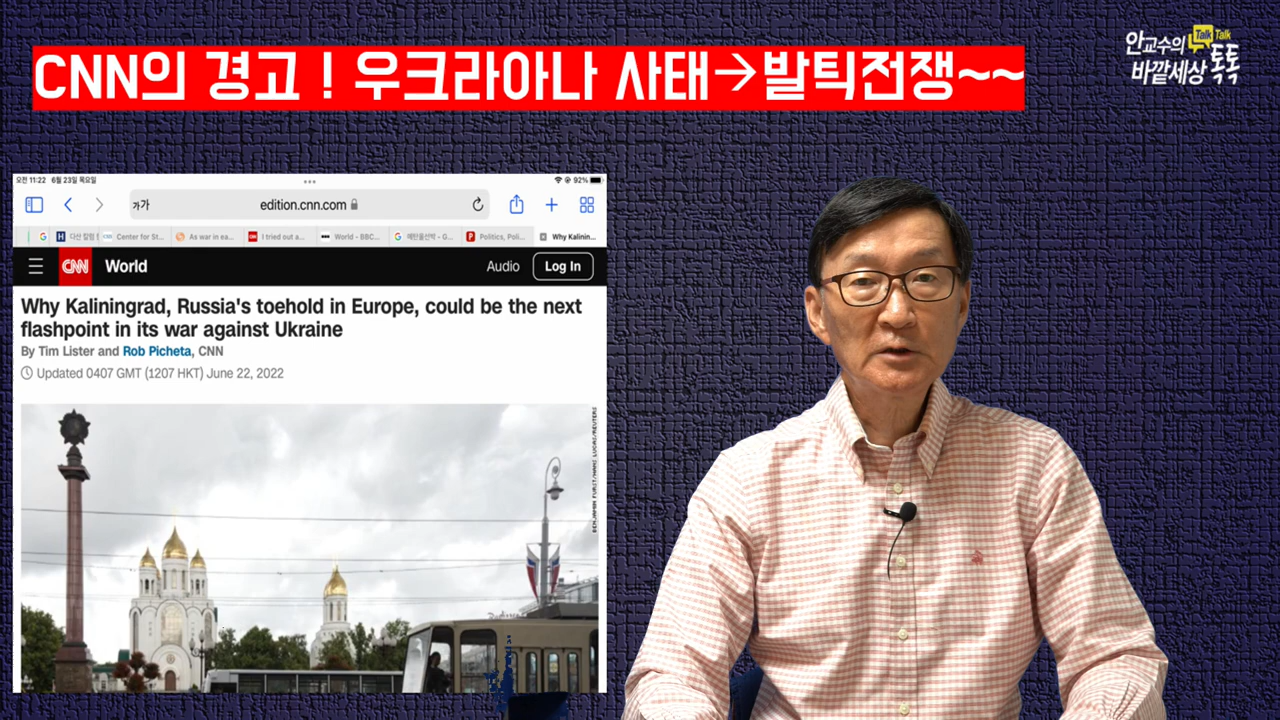 CNN의 경고 ! 우크라아나 사태→발틱전쟁~~
안교수의 Talk Talk
바깥세상 톡톡
오전 11:22 6월 23일 목요일
92%
가가 edition.cnn.com
Center for St... As war in ea... I tried out a... World - BBC... Politics, Poli... Why Kalinin...
CNN World Audio Log In
Why Kaliningrad, Russia's toehold in Europe, could be the next
flashpoint in its war against Ukraine
By Tim Lister and Rob Picheta, CNN
Updated 0407 GMT (1207 HKT) June 22, 2022